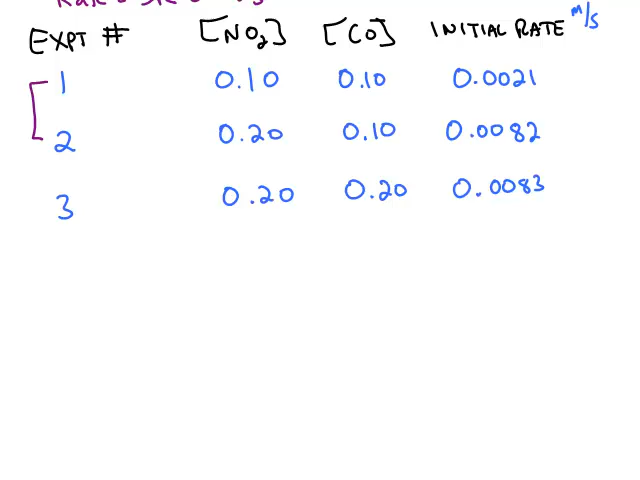 m/s
EXPT # [NO₂] [CO] INITIAL RATE
1 0.10 0.10 0.0021
2 0.20 0.10 0.0082
3 0.20 0.20 0.0083